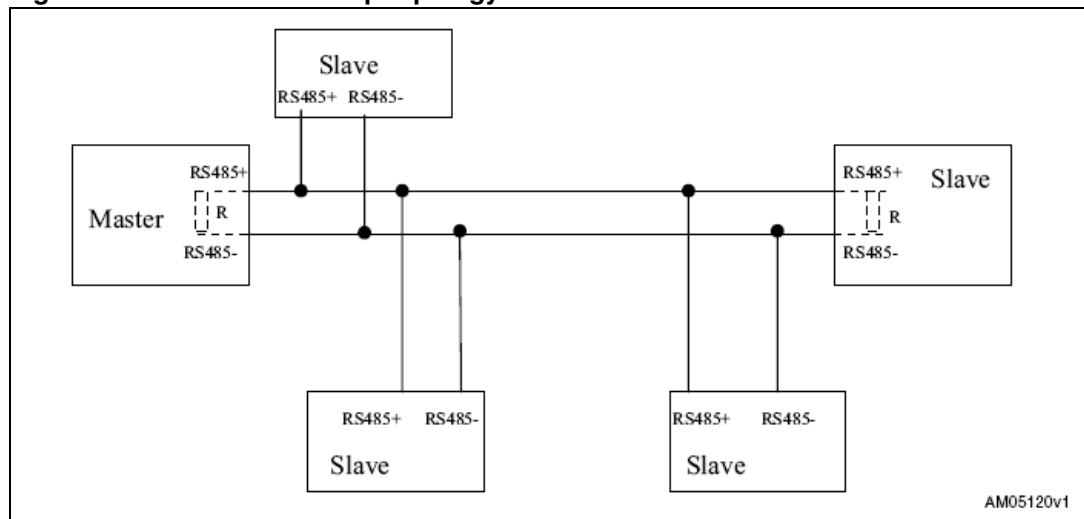 Slave
RS485+ RS485-
RS485+
R
Master
RS485-
RS485+
Slave
R
RS485-
RS485+ RS485-
Slave
RS485+ RS485-
Slave
AM05120v1